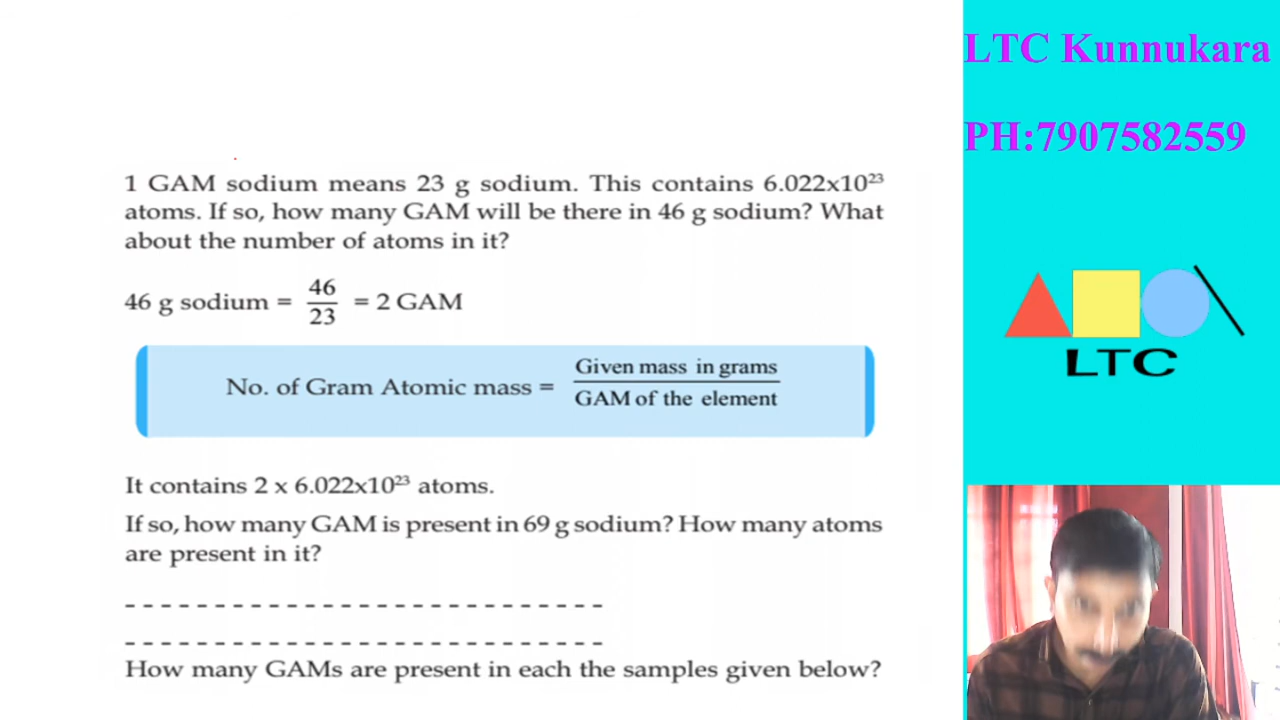 LTC Kunnukara
PH:7907582559
1 GAM sodium means 23 g sodium. This contains 6.022x10²³
atoms. If so, how many GAM will be there in 46 g sodium? What
about the number of atoms in it?
46 g sodium = 46/23 = 2 GAM
No. of Gram Atomic mass = Given mass in grams / GAM of the element
It contains 2 x 6.022x10²³ atoms.
If so, how many GAM is present in 69 g sodium? How many atoms
are present in it?
How many GAMs are present in each the samples given below?
LTC